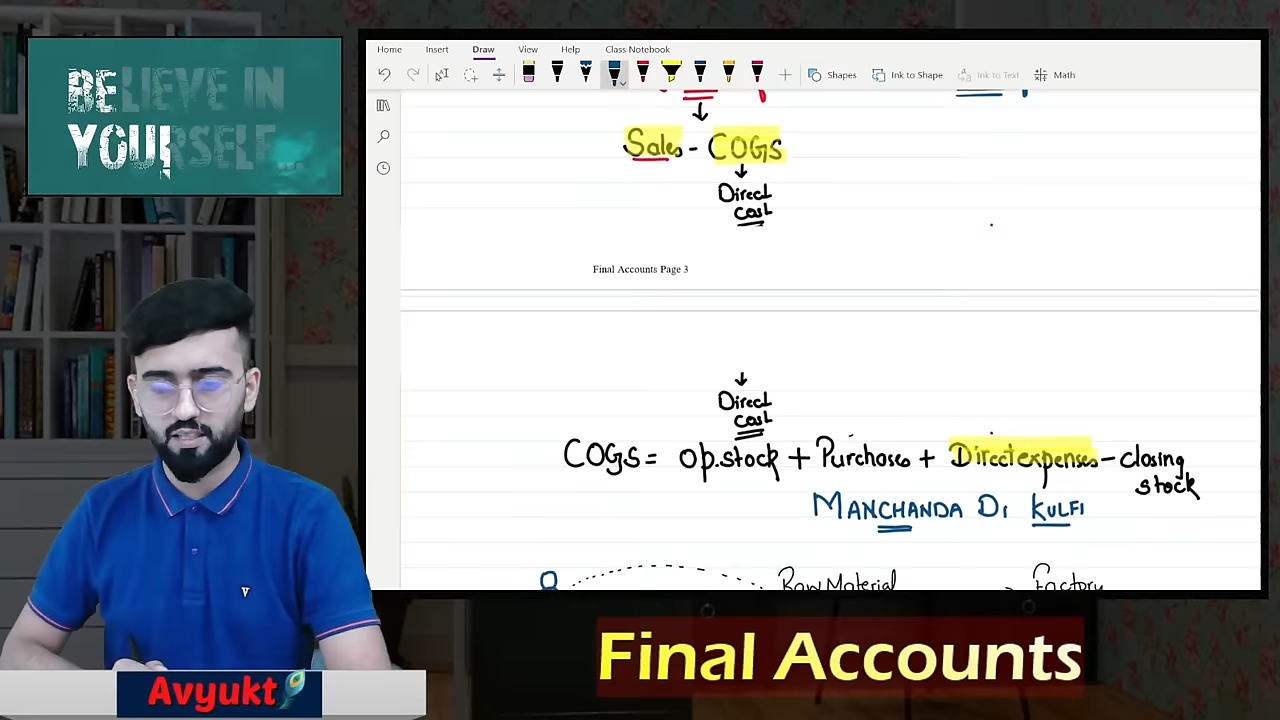 BELIEVE IN
YOURSELF...
Home Insert Draw View Help Class Notebook
Shapes Ink to Shape Ink to Text Math
Sales - COGS
Direct
cost
Final Accounts Page 3
Direct
cost
COGS = op.stock + Purchases + Direct expenses - closing
stock
MANCHANDA DI KULFI
Raw Material Factory
Final Accounts
Avyukt